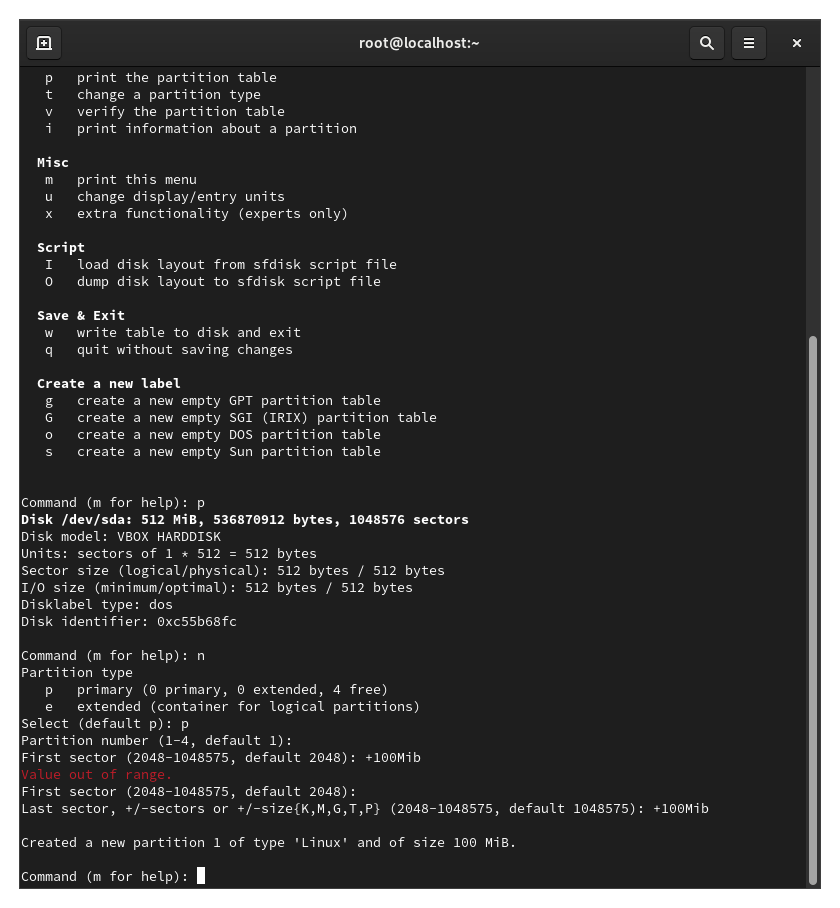 root@localhost:~
p   print the partition table
t   change a partition type
v   verify the partition table
i   print information about a partition
Misc
m   print this menu
u   change display/entry units
x   extra functionality (experts only)
Script
I   load disk layout from sfdisk script file
O   dump disk layout to sfdisk script file
Save & Exit
w   write table to disk and exit
q   quit without saving changes
Create a new label
g   create a new empty GPT partition table
G   create a new empty SGI (IRIX) partition table
o   create a new empty DOS partition table
s   create a new empty Sun partition table
Command (m for help): p
Disk /dev/sda: 512 MiB, 536870912 bytes, 1048576 sectors
Disk model: VBOX HARDDISK
Units: sectors of 1 * 512 = 512 bytes
Sector size (logical/physical): 512 bytes / 512 bytes
I/O size (minimum/optimal): 512 bytes / 512 bytes
Disklabel type: dos
Disk identifier: 0xc55b68fc
Command (m for help): n
Partition type
p   primary (0 primary, 0 extended, 4 free)
e   extended (container for logical partitions)
Select (default p): p
Partition number (1-4, default 1):
First sector (2048-1048575, default 2048): +100Mib
Value out of range.
First sector (2048-1048575, default 2048):
Last sector, +/-sectors or +/-size{K,M,G,T,P} (2048-1048575, default 1048575): +100Mib
Created a new partition 1 of type 'Linux' and of size 100 MiB.
Command (m for help):